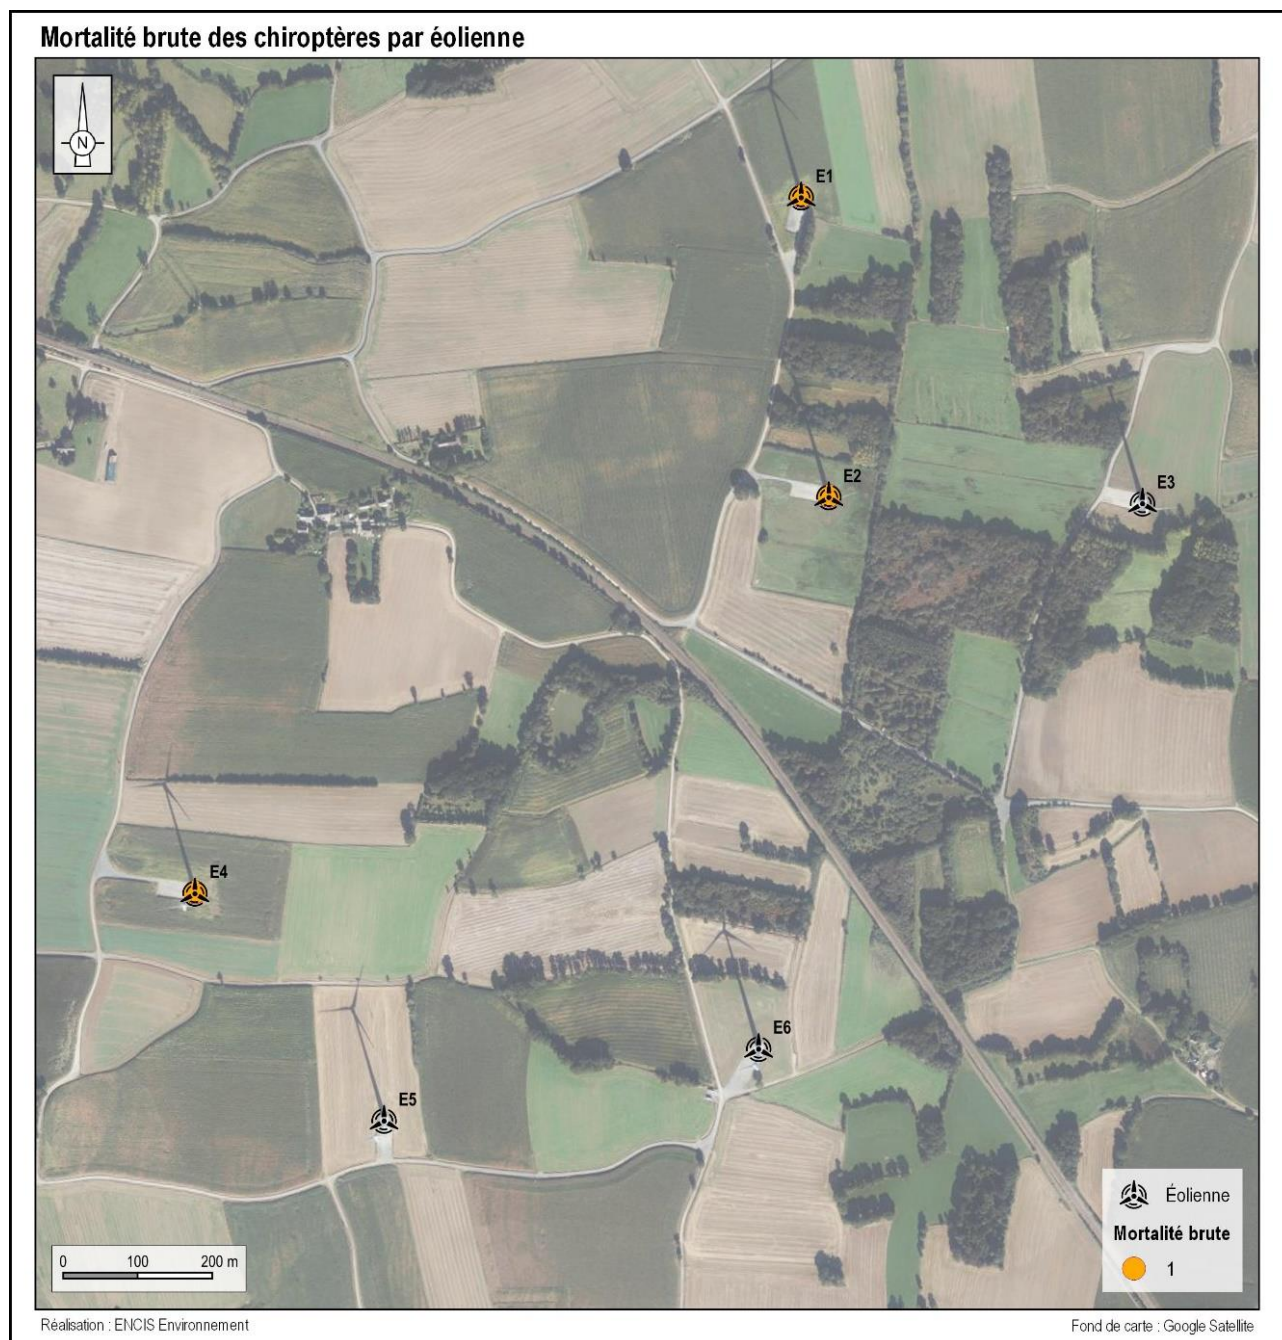 Mortalité brute des chiroptères par éolienne
N
E1
E2
E3
E4
E5
E6
Éolienne
Mortalité brute
1
0 100 200 m
Réalisation : ENCIS Environnement
Fond de carte : Google Satellite